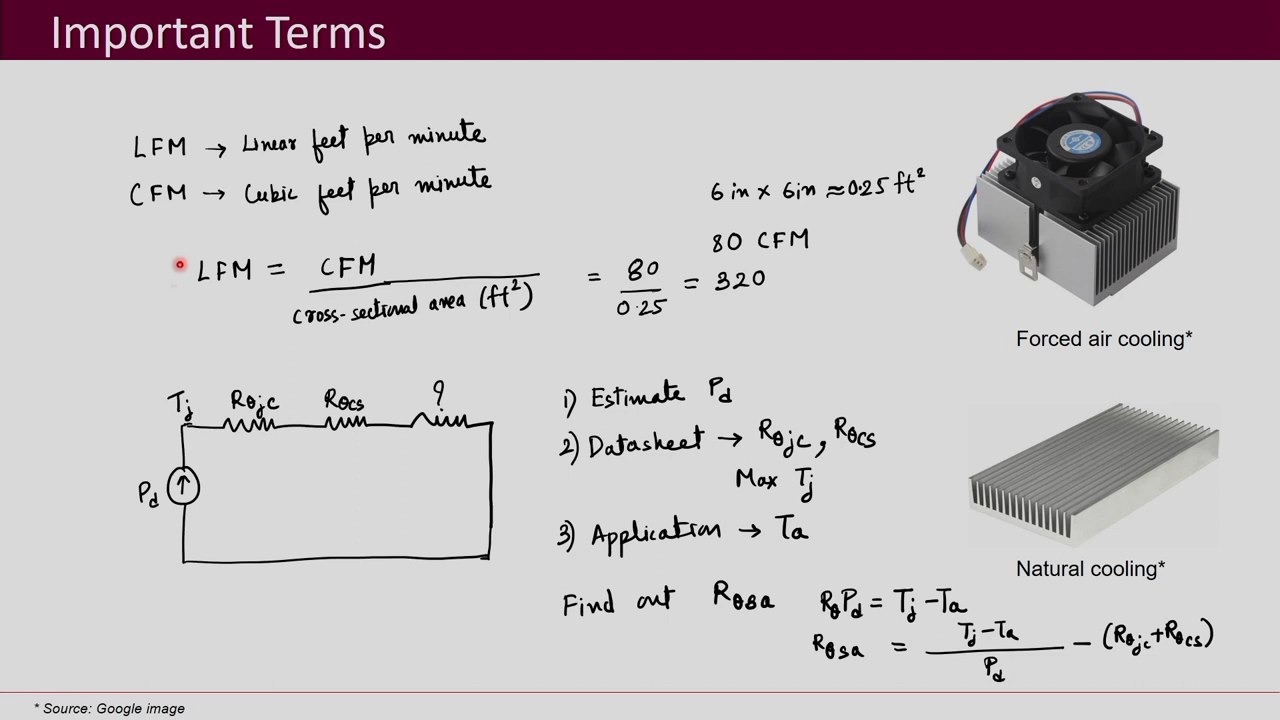 Important Terms
LFM → Linear feet per minute
CFM → Cubic feet per minute
6 in x 6in ≈ 0.25 ft²
80 CFM
LFM = CFM / cross-sectional area (ft²) = 80 / 0.25 = 320
Forced air cooling*
Tj Rθjc Rθcs ?
Pd
1) Estimate Pd
2) Datasheet → Rθjc, Rθcs
Max Tj
3) Application → Ta
Natural cooling*
Find out Rθsa RθPd = Tj - Ta
Rθsa = Tj - Ta / Pd - (Rθjc + Rθcs)
* Source: Google image